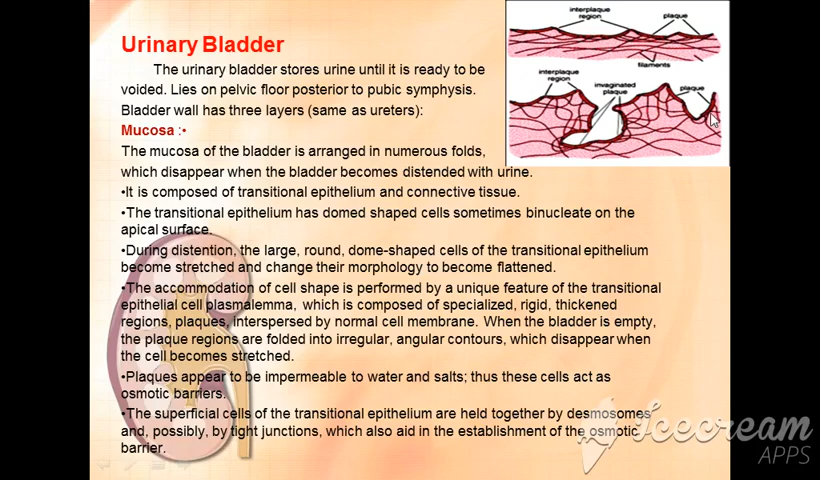 Urinary Bladder
The urinary bladder stores urine until it is ready to be
voided. Lies on pelvic floor posterior to pubic symphysis.
Bladder wall has three layers (same as ureters):
Mucosa :•
The mucosa of the bladder is arranged in numerous folds,
which disappear when the bladder becomes distended with urine.
•It is composed of transitional epithelium and connective tissue.
•The transitional epithelium has domed shaped cells sometimes binucleate on the
apical surface.
•During distention, the large, round, dome-shaped cells of the transitional epithelium
become stretched and change their morphology to become flattened.
•The accommodation of cell shape is performed by a unique feature of the transitional
epithelial cell plasmalemma, which is composed of specialized, rigid, thickened
regions, plaques, interspersed by normal cell membrane. When the bladder is empty,
the plaque regions are folded into irregular, angular contours, which disappear when
the cell becomes stretched.
•Plaques appear to be impermeable to water and salts; thus these cells act as
osmotic barriers.
•The superficial cells of the transitional epithelium are held together by desmosomes
and, possibly, by tight junctions, which also aid in the establishment of the osmotic
barrier.
interplaque
region
plaque
filaments
interplaque
region
invaginated
plaque
plaque
Icecream
APPS